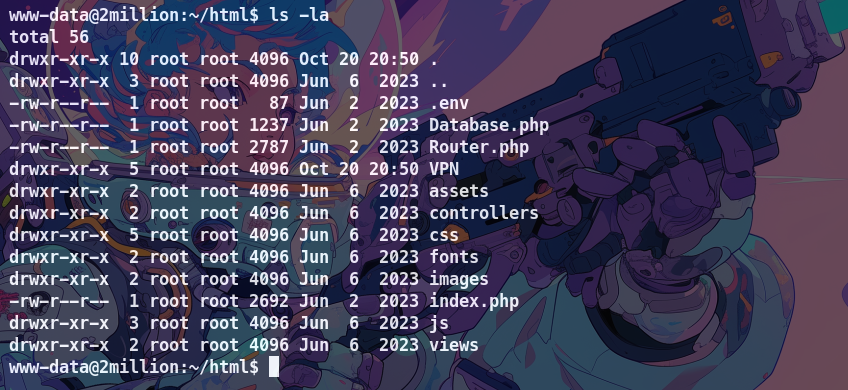 www-data@2million:~/html$ ls -la
total 56
drwxr-xr-x 10 root root 4096 Oct 20 20:50 .
drwxr-xr-x  3 root root 4096 Jun  6  2023 ..
-rw-r--r--  1 root root   87 Jun  2  2023 .env
-rw-r--r--  1 root root 1237 Jun  2  2023 Database.php
-rw-r--r--  1 root root 2787 Jun  2  2023 Router.php
drwxr-xr-x  5 root root 4096 Oct 20 20:50 VPN
drwxr-xr-x  2 root root 4096 Jun  6  2023 assets
drwxr-xr-x  2 root root 4096 Jun  6  2023 controllers
drwxr-xr-x  5 root root 4096 Jun  6  2023 css
drwxr-xr-x  2 root root 4096 Jun  6  2023 fonts
drwxr-xr-x  2 root root 4096 Jun  6  2023 images
-rw-r--r--  1 root root 2692 Jun  2  2023 index.php
drwxr-xr-x  3 root root 4096 Jun  6  2023 js
drwxr-xr-x  2 root root 4096 Jun  6  2023 views
www-data@2million:~/html$